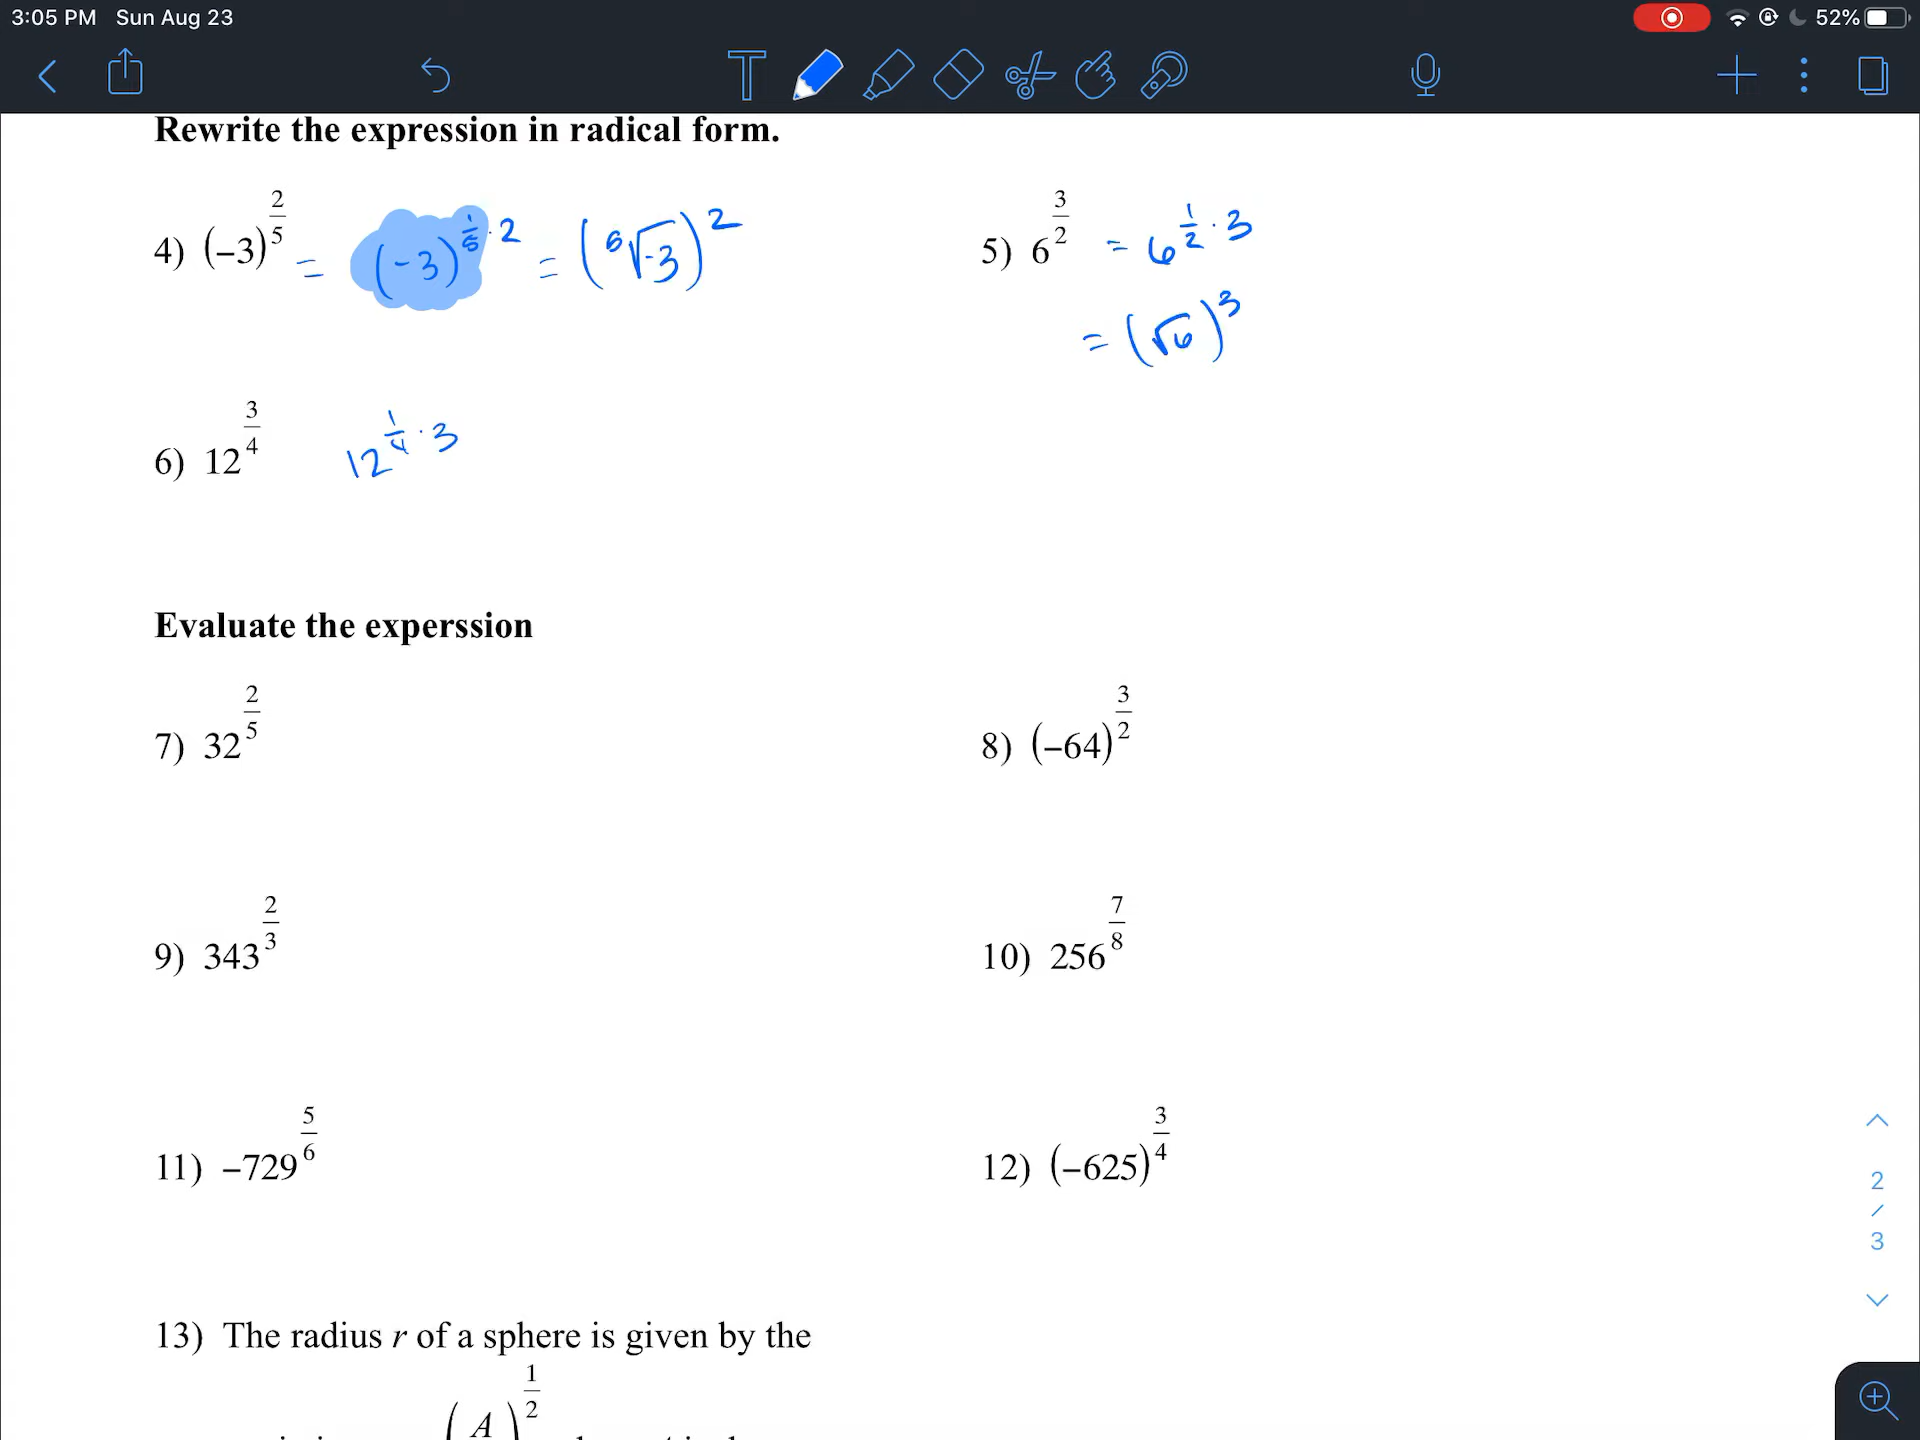 3:05 PM Sun Aug 23
52%
Rewrite the expression in radical form.
4) (−3)^(2/5) = (-3)^(1/5 · 2) = (⁵√-3)^2
5) 6^(3/2) = 6^(1/2 · 3)
= (√6)^3
6) 12^(3/4) 12^(1/4 · 3)
Evaluate the experssion
7) 32^(2/5)
8) (−64)^(3/2)
9) 343^(2/3)
10) 256^(7/8)
11) −729^(5/6)
12) (−625)^(3/4)
2
/
3
13) The radius r of a sphere is given by the
(A)^(1/2)